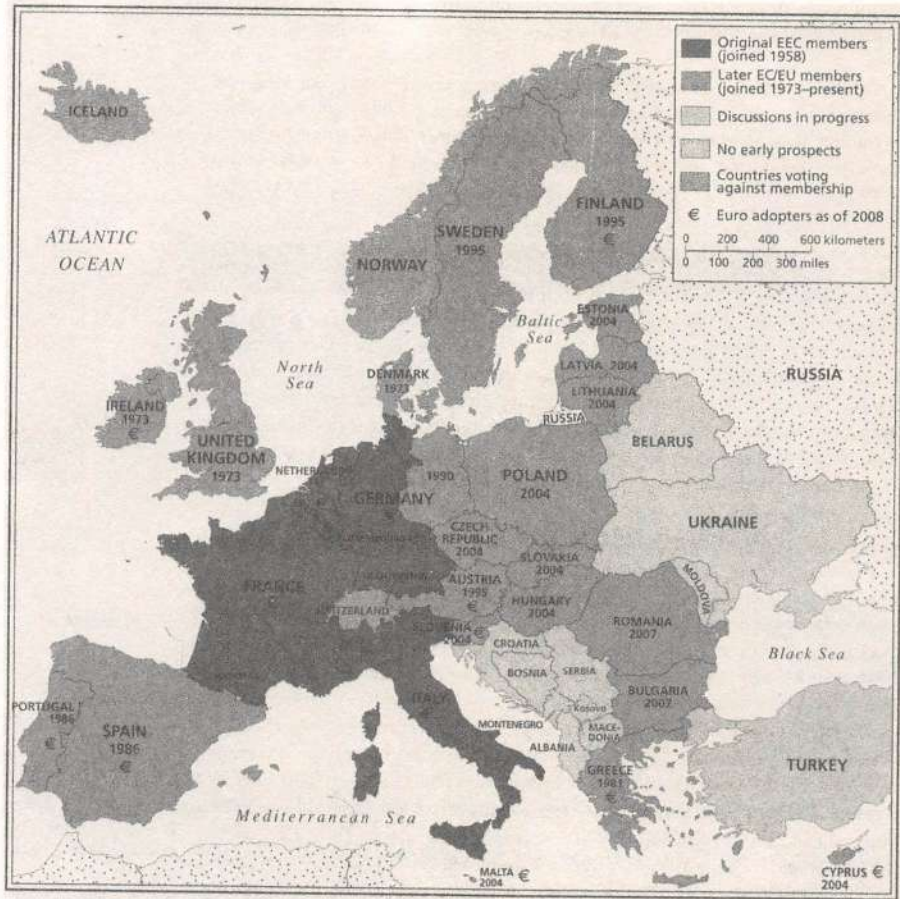 Original EEC members
(joined 1958)
Later EC/EU members
(joined 1973–present)
Discussions in progress
No early prospects
Countries voting
against membership
€ Euro adopters as of 2008
0 200 400 600 kilometers
0 100 200 300 miles
ICELAND
ATLANTIC
OCEAN
FINLAND
1995
€
SWEDEN
1995
NORWAY
Baltic
Sea
ESTONIA
2004
LATVIA 2004
LITHUANIA
2004
RUSSIA
RUSSIA
North
Sea
DENMARK
1973
IRELAND
1973
€
UNITED
KINGDOM
1973
BELARUS
GERMANY
1990
POLAND
2004
UKRAINE
CZECH
REPUBLIC
2004
SLOVAKIA
2004
FRANCE
AUSTRIA
1995
€
HUNGARY
2004
MOLDOVA
SWITZERLAND
SLOVENIA
2004 €
ROMANIA
2007
CROATIA
BOSNIA
SERBIA
Black Sea
Kosovo
BULGARIA
2007
ITALY
MONTENEGRO
MACE-
DONIA
ALBANIA
PORTUGAL
1986
€
SPAIN
1986
€
GREECE
1981
€
TURKEY
Mediterranean Sea
MALTA €
2004
CYPRUS €
2004